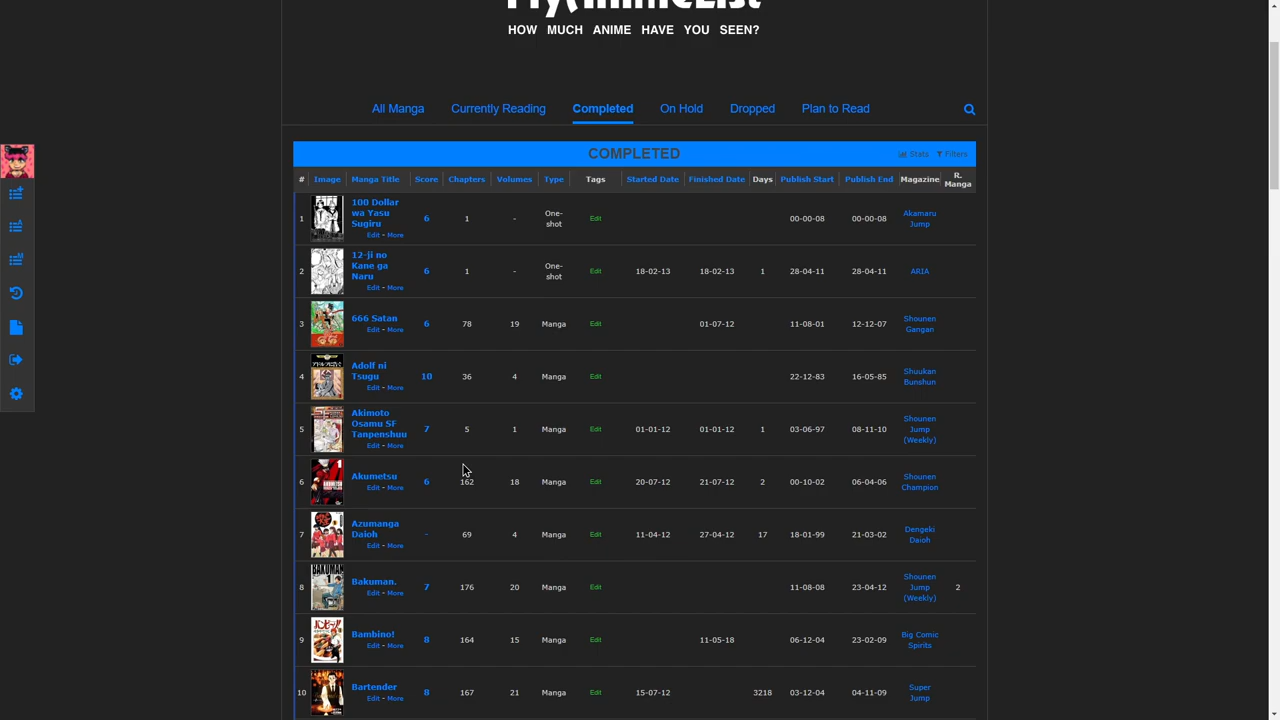 MyAnimeList
HOW MUCH ANIME HAVE YOU SEEN?
All Manga Currently Reading Completed On Hold Dropped Plan to Read
COMPLETED Stats Filters
# Image Manga Title Score Chapters Volumes Type Tags Started Date Finished Date Days Publish Start Publish End Magazine R. Manga
1 100 Dollar wa Yasu Sugiru 6 1 - One-shot Edit 00-00-08 00-00-08 Akamaru Jump
Edit - More
2 12-ji no Kane ga Naru 6 1 - One-shot Edit 18-02-13 18-02-13 1 28-04-11 28-04-11 ARIA
Edit - More
3 666 Satan 6 78 19 Manga Edit 01-07-12 11-08-01 12-12-07 Shounen Gangan
Edit - More
4 Adolf ni Tsugu 10 36 4 Manga Edit 22-12-83 16-05-85 Shuukan Bunshun
Edit - More
5 Akimoto Osamu SF Tanpenshuu 7 5 1 Manga Edit 01-01-12 01-01-12 1 03-06-97 08-11-10 Shounen Jump (Weekly)
Edit - More
6 Akumetsu 6 162 18 Manga Edit 20-07-12 21-07-12 2 00-10-02 06-04-06 Shounen Champion
Edit - More
7 Azumanga Daioh - 69 4 Manga Edit 11-04-12 27-04-12 17 18-01-99 21-03-02 Dengeki Daioh
Edit - More
8 Bakuman. 7 176 20 Manga Edit 11-08-08 23-04-12 Shounen Jump (Weekly) 2
Edit - More
9 Bambino! 8 164 15 Manga Edit 11-05-18 06-12-04 23-02-09 Big Comic Spirits
Edit - More
10 Bartender 8 167 21 Manga Edit 15-07-12 3218 03-12-04 04-11-09 Super Jump
Edit - More